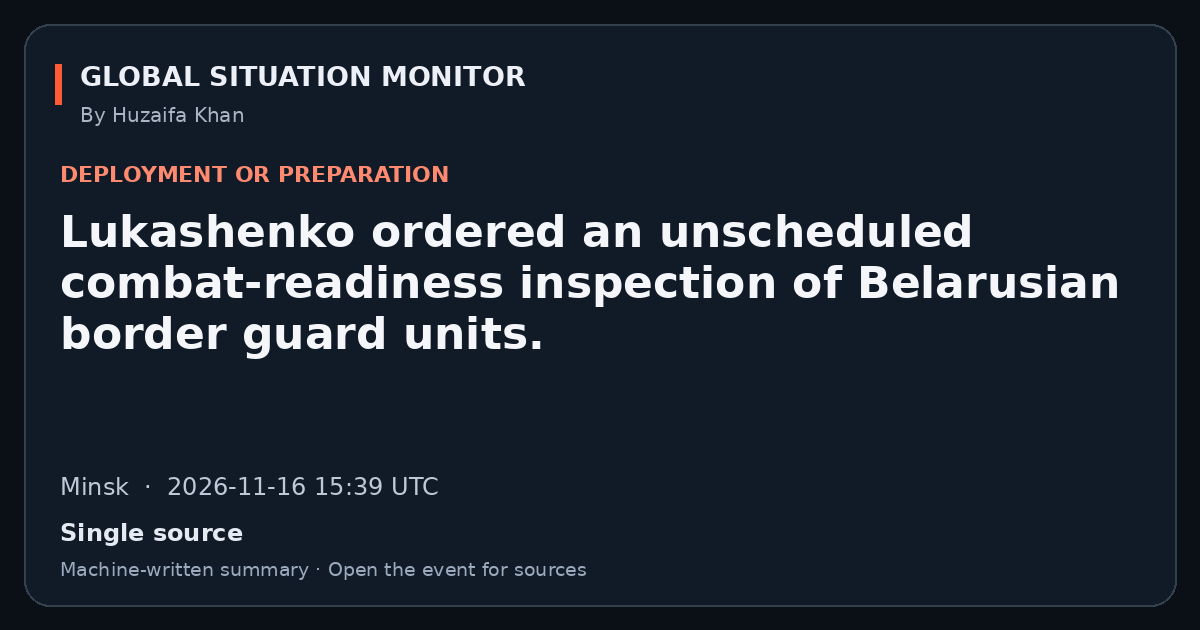 GLOBAL SITUATION MONITOR
By Huzaifa Khan
DEPLOYMENT OR PREPARATION
Lukashenko ordered an unscheduled
combat-readiness inspection of Belarusian
border guard units.
Minsk · 2026-11-16 15:39 UTC
Single source
Machine-written summary · Open the event for sources